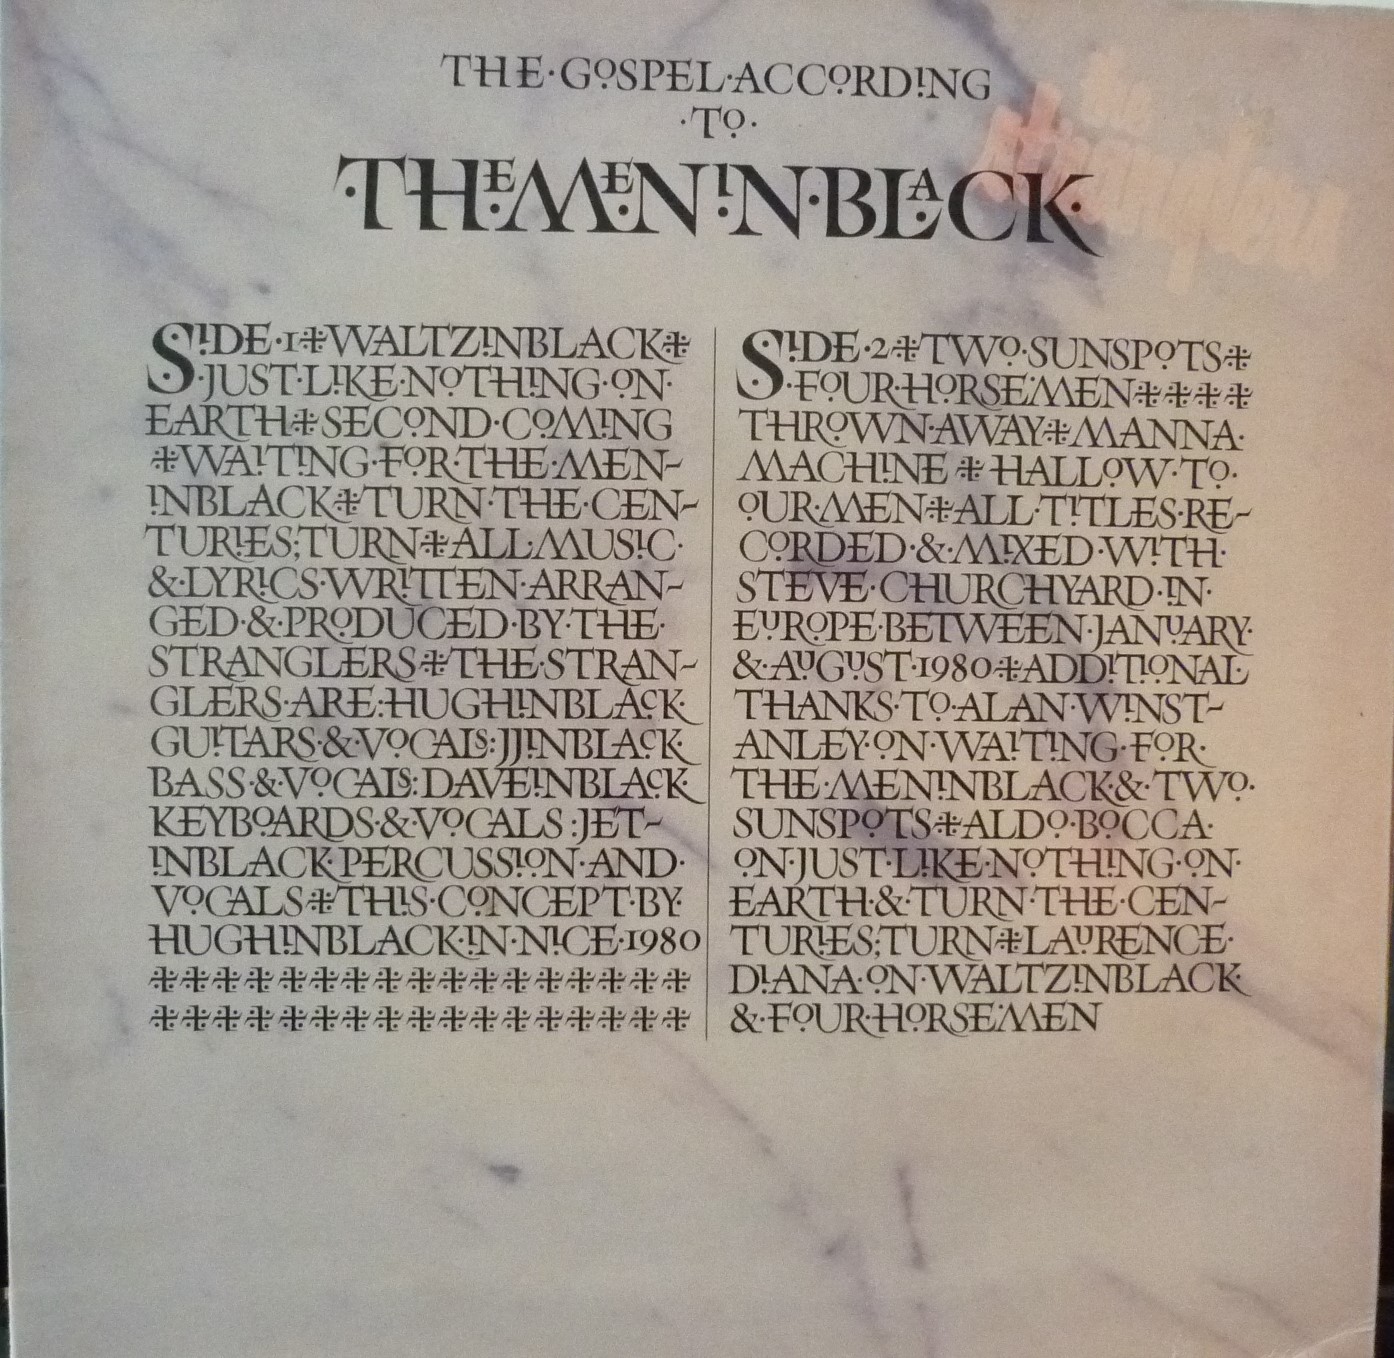 THE·GOSPEL·ACCORDING
·TO·
·THE·MEN·IN·BLACK·
SIDE·1⁜WALTZINBLACK⁜
·JUST·LIKE·NOTHING·ON·
EARTH⁜SECOND·COMING
⁜WAITING·FOR·THE·MEN-
INBLACK⁜TURN·THE·CEN-
TURIES;TURN⁜ALL·MUSIC·
&·LYRICS·WRITTEN·ARRAN-
GED·&·PRODUCED·BY·THE·
STRANGLERS⁜THE·STRAN-
GLERS·ARE:HUGHINBLACK·
GUITARS·&·VOCALS:JJINBLACK·
BASS·&·VOCALS:DAVEINBLACK·
KEYBOARDS·&·VOCALS:JET-
INBLACK·PERCUSSION·AND·
VOCALS⁜THIS·CONCEPT·BY·
HUGHINBLACK·IN·NICE·1980
⁜⁜⁜⁜⁜⁜⁜⁜⁜⁜⁜⁜⁜⁜⁜⁜⁜
⁜⁜⁜⁜⁜⁜⁜⁜⁜⁜⁜⁜⁜⁜⁜⁜⁜
SIDE·2⁜TWO·SUNSPOTS⁜
·FOUR·HORSEMEN⁜⁜⁜⁜
THROWN·AWAY⁜MANNA·
MACHINE⁜HALLOW·TO·
OUR·MEN⁜ALL·TITLES·RE-
CORDED·&·MIXED·WITH·
STEVE·CHURCHYARD·IN·
EUROPE·BETWEEN·JANUARY·
&·AUGUST·1980⁜ADDITIONAL·
THANKS·TO·ALAN·WINST-
ANLEY·ON·WAITING·FOR·
THE·MENINBLACK&·TWO·
SUNSPOTS⁜ALDO·BOCCA·
ON·JUST·LIKE·NOTHING·ON·
EARTH·&·TURN·THE·CEN-
TURIES;TURN⁜LAURENCE·
DIANA·ON·WALTZINBLACK·
&·FOUR·HORSEMEN